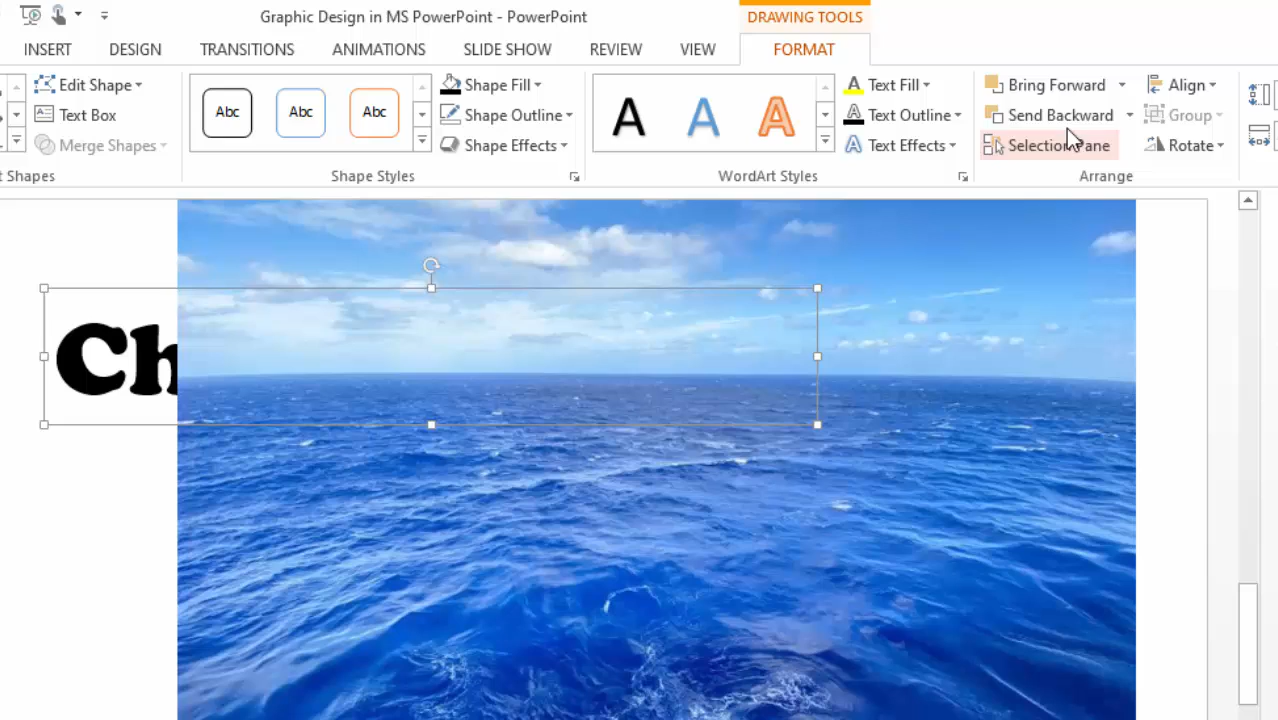 Graphic Design in MS PowerPoint - PowerPoint
DRAWING TOOLS
INSERT DESIGN TRANSITIONS ANIMATIONS SLIDE SHOW REVIEW VIEW FORMAT
Edit Shape Abc Abc Abc Shape Fill A A A A Text Fill Bring Forward Align
A Text Box Shape Outline A Text Outline Send Backward Group
Merge Shapes Shape Effects A Text Effects Selection Pane Rotate
t Shapes Shape Styles WordArt Styles Arrange
Ch